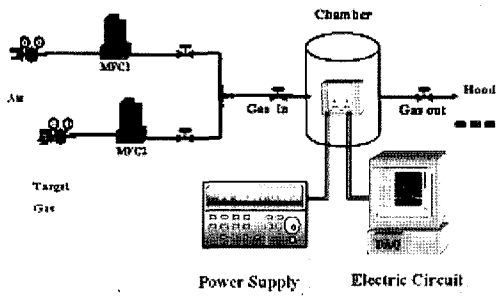 Chamber
MFC1
Air
Gas In
Gas out
Hood
MFC2
Target
Gas
DAQ
Power Supply
Electric Circuit